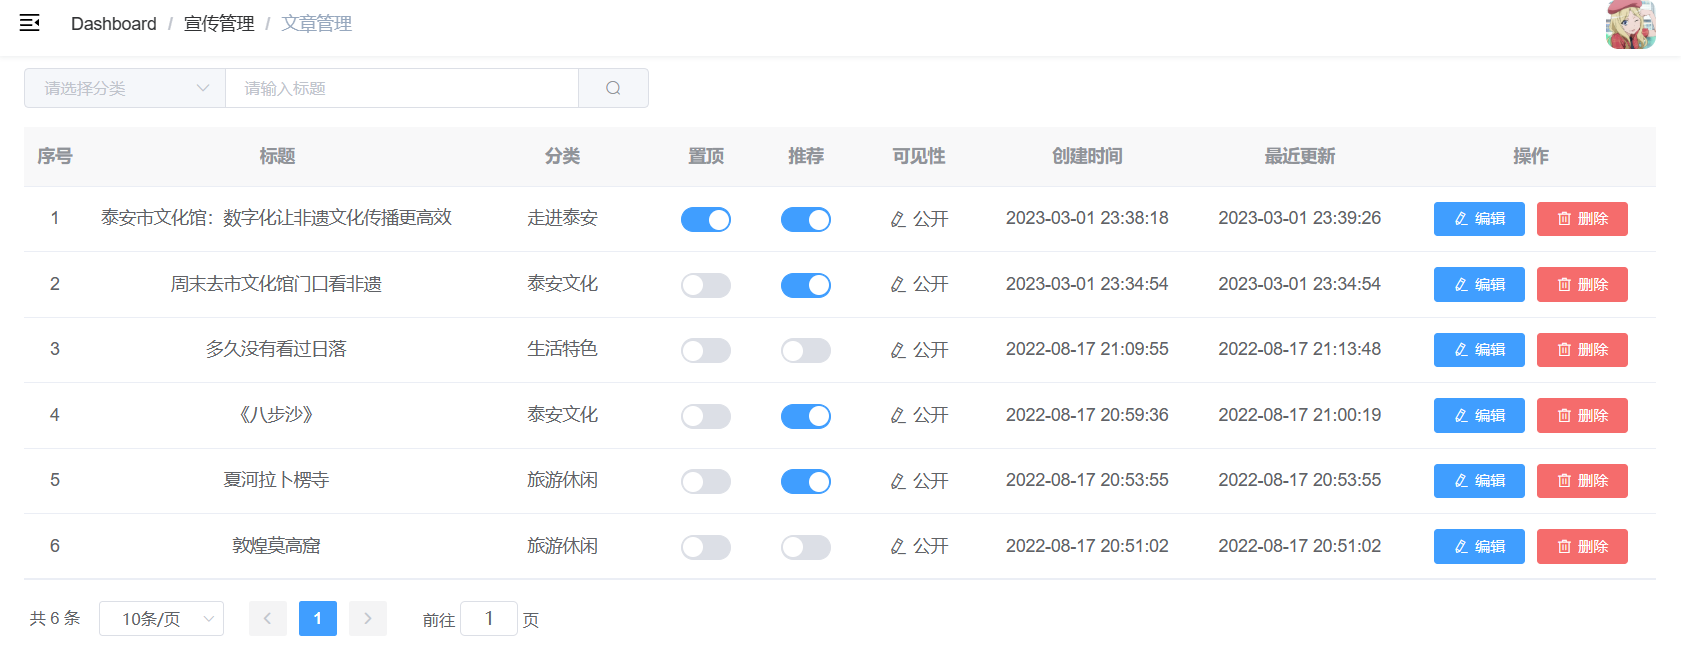 Dashboard / 宣传管理 / 文章管理
请选择分类 请输入标题
序号 标题 分类 置顶 推荐 可见性 创建时间 最近更新 操作
1 泰安市文化馆：数字化让非遗文化传播更高效 走进泰安 公开 2023-03-01 23:38:18 2023-03-01 23:39:26 编辑 删除
2 周末去市文化馆门口看非遗 泰安文化 公开 2023-03-01 23:34:54 2023-03-01 23:34:54 编辑 删除
3 多久没有看过日落 生活特色 公开 2022-08-17 21:09:55 2022-08-17 21:13:48 编辑 删除
4 《八步沙》 泰安文化 公开 2022-08-17 20:59:36 2022-08-17 21:00:19 编辑 删除
5 夏河拉卜楞寺 旅游休闲 公开 2022-08-17 20:53:55 2022-08-17 20:53:55 编辑 删除
6 敦煌莫高窟 旅游休闲 公开 2022-08-17 20:51:02 2022-08-17 20:51:02 编辑 删除
共 6 条 10条/页 1 前往 1 页